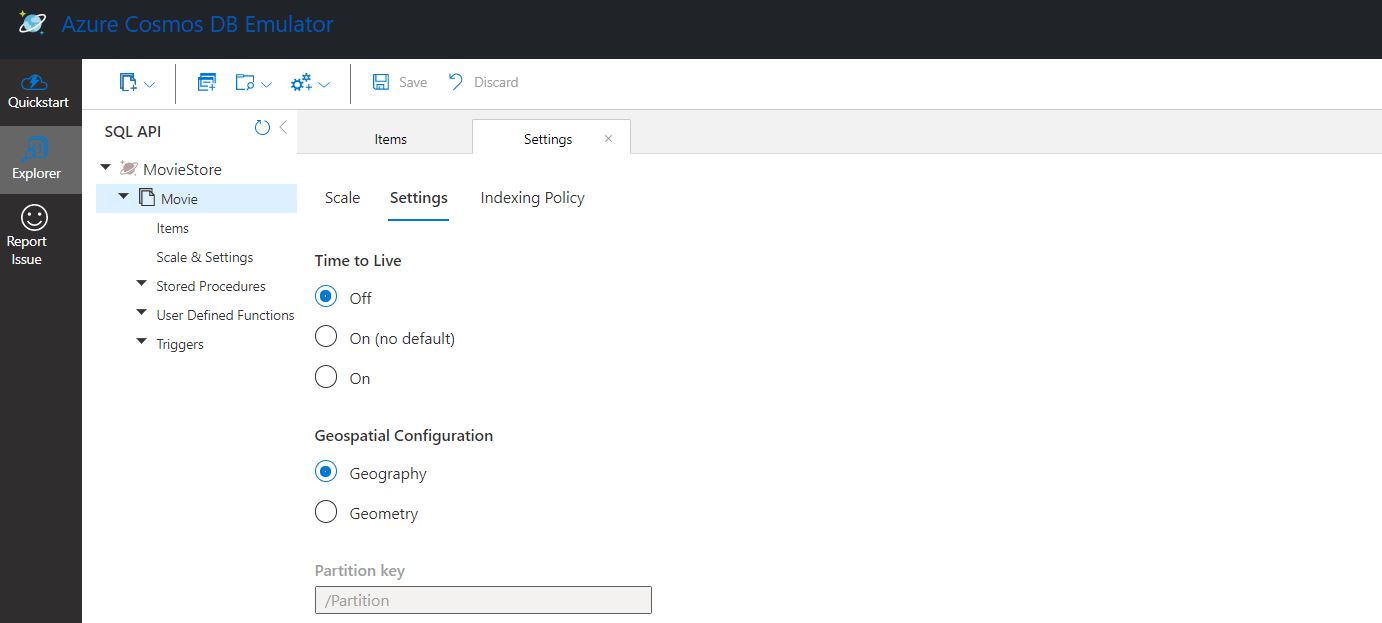 Azure Cosmos DB Emulator
Quickstart
Explorer
Report
Issue
Save
Discard
SQL API
MovieStore
Movie
Items
Scale & Settings
Stored Procedures
User Defined Functions
Triggers
Items
Settings
Scale
Settings
Indexing Policy
Time to Live
Off
On (no default)
On
Geospatial Configuration
Geography
Geometry
Partition key
/Partition